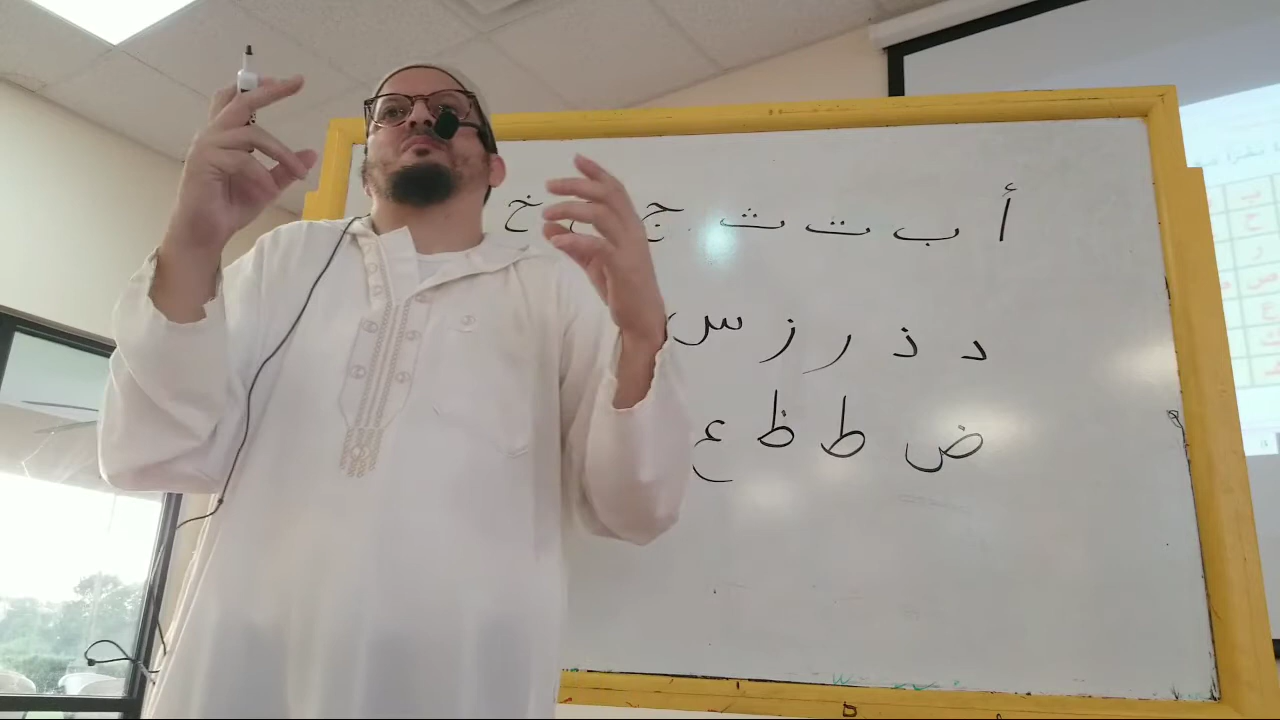 أ ب ت ث ج خ
د ذ ر ز س
ض ط ظ ع